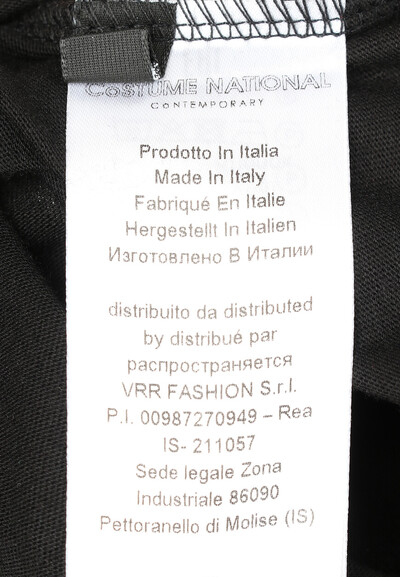 COSTUME NATIONAL
CONTEMPORARY
Prodotto In Italia
Made In Italy
Fabriqué En Italie
Hergestellt In Italien
Изготовлено В Италии
distribuito da distributed
by distribué par
распространяется
VRR FASHION S.r.l.
P.I. 00987270949 – Rea
IS- 211057
Sede legale Zona
Industriale 86090
Pettoranello di Molise (IS)